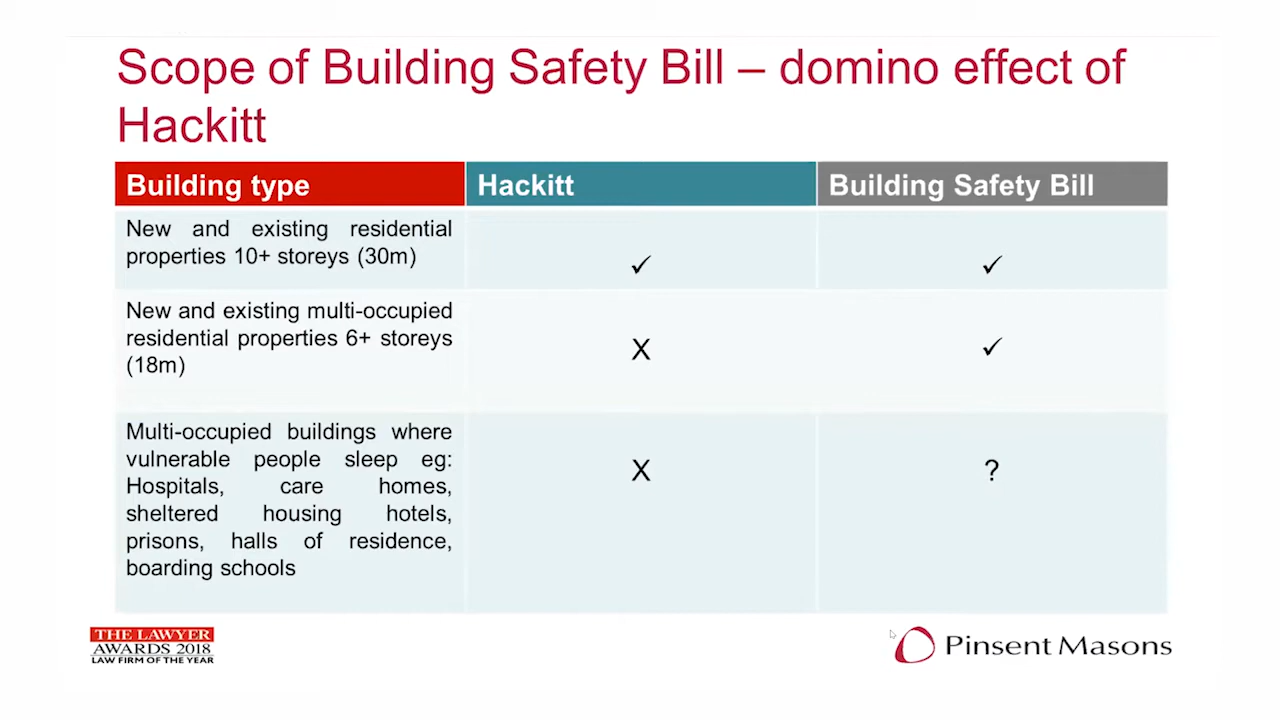 Scope of Building Safety Bill – domino effect of
Hackitt
Building type
Hackitt
Building Safety Bill
New and existing residential
properties 10+ storeys (30m)
✓
✓
New and existing multi-occupied
residential properties 6+ storeys
(18m)
X
✓
Multi-occupied buildings where
vulnerable people sleep eg:
Hospitals, care homes,
sheltered housing hotels,
prisons, halls of residence,
boarding schools
X
?
THE LAWYER
AWARDS 2018
LAW FIRM OF THE YEAR
Pinsent Masons